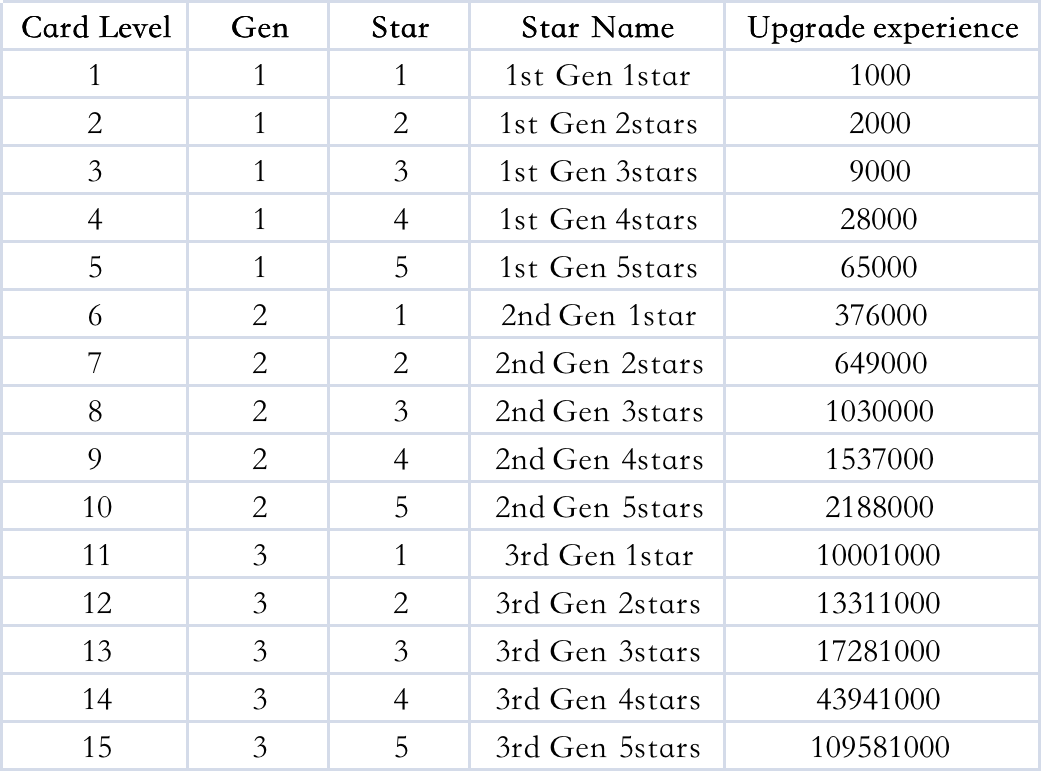 Card Level Gen Star Star Name Upgrade experience
1 1 1 1st Gen 1star 1000
2 1 2 1st Gen 2stars 2000
3 1 3 1st Gen 3stars 9000
4 1 4 1st Gen 4stars 28000
5 1 5 1st Gen 5stars 65000
6 2 1 2nd Gen 1star 376000
7 2 2 2nd Gen 2stars 649000
8 2 3 2nd Gen 3stars 1030000
9 2 4 2nd Gen 4stars 1537000
10 2 5 2nd Gen 5stars 2188000
11 3 1 3rd Gen 1star 10001000
12 3 2 3rd Gen 2stars 13311000
13 3 3 3rd Gen 3stars 17281000
14 3 4 3rd Gen 4stars 43941000
15 3 5 3rd Gen 5stars 109581000